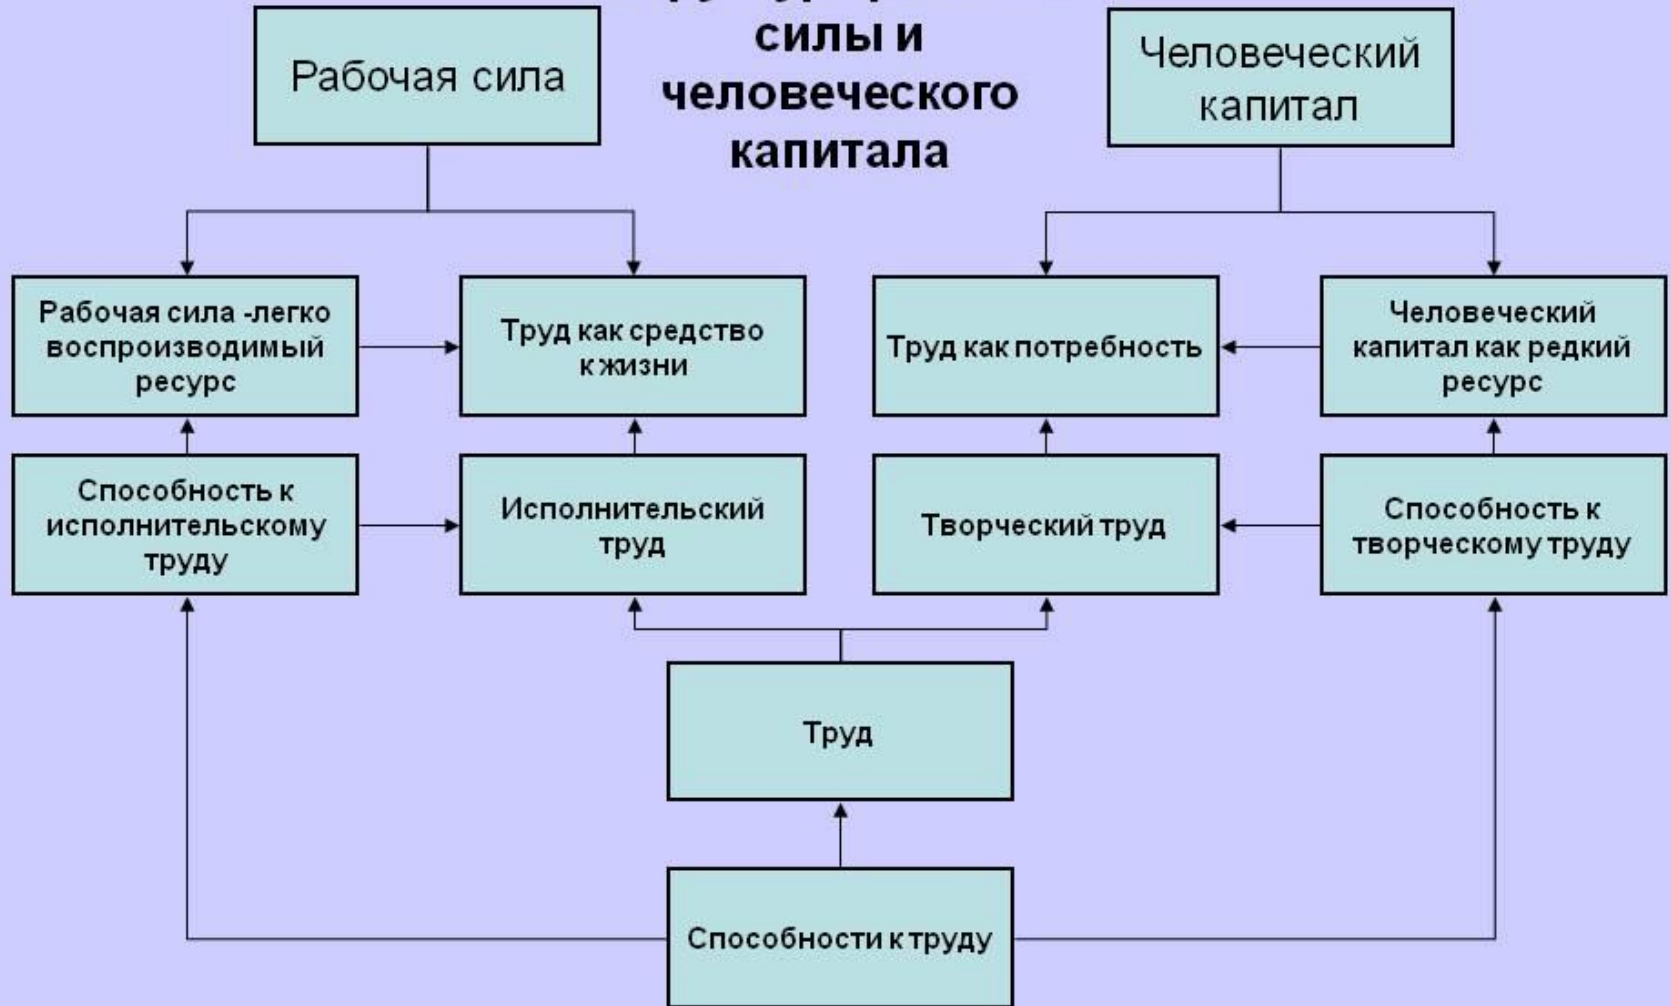 силы и
человеческого
капитала
Рабочая сила
Человеческий
капитал
Рабочая сила -легко
воспроизводимый
ресурс
Труд как средство
к жизни
Труд как потребность
Человеческий
капитал как редкий
ресурс
Способность к
исполнительскому
труду
Исполнительский
труд
Творческий труд
Способность к
творческому труду
Труд
Способности к труду